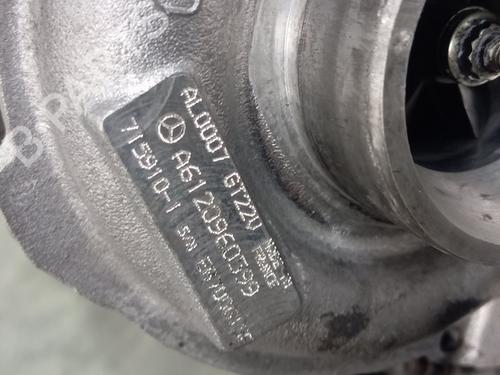 AL0007 GT22V
MADE IN
FRANCE
A6120960399
715910-1 S/N